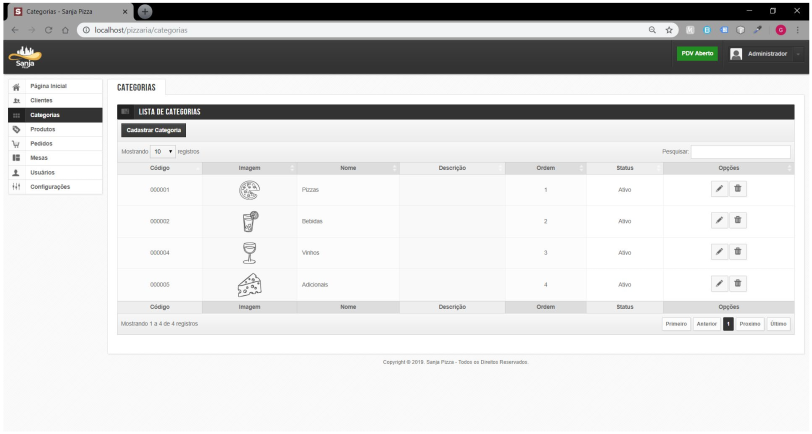 Categorias - Sanja Pizza
localhost/pizzaria/categorias
Sanja
PDV Aberto
Administrador
Página Inicial
Clientes
Categorias
Produtos
Pedidos
Mesas
Usuários
Configurações
CATEGORIAS
LISTA DE CATEGORIAS
Cadastrar Categoria
Mostrando 10 registros
Pesquisar:
Código Imagem Nome Descrição Ordem Status Opções
000001 Pizzas 1 Ativo
000002 Bebidas 2 Ativo
000004 Vinhos 3 Ativo
000005 Adicionais 4 Ativo
Código Imagem Nome Descrição Ordem Status Opções
Mostrando 1 a 4 de 4 registros
Primeiro Anterior 1 Proximo Último
Copyright © 2019. Sanja Pizza - Todos os Direitos Reservados.